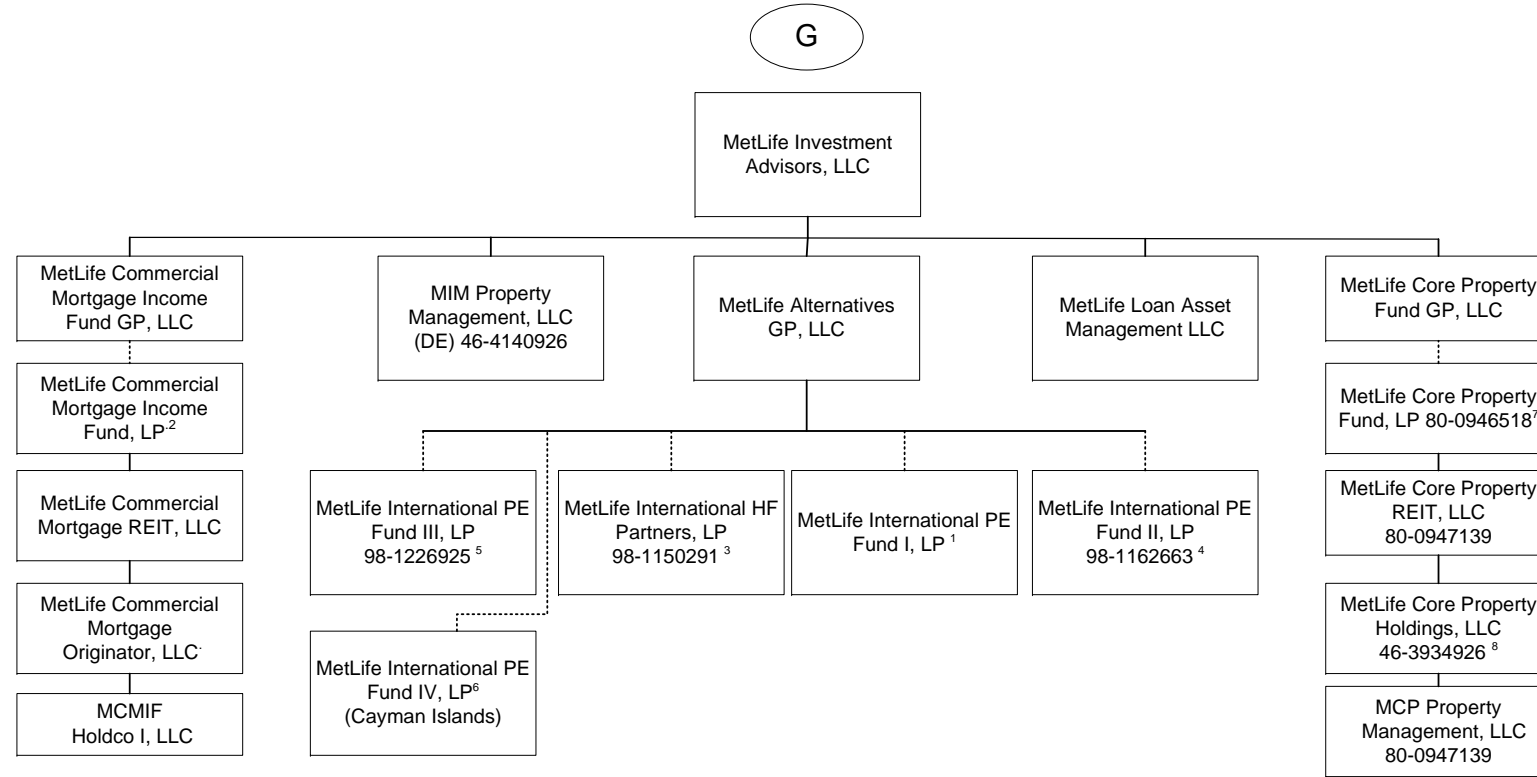 G
MetLife Investment
Advisors, LLC
MetLife Commercial
Mortgage Income
Fund GP, LLC
MIM Property
Management, LLC
(DE) 46-4140926
MetLife Alternatives
GP, LLC
MetLife Loan Asset
Management LLC
MetLife Core Property
Fund GP, LLC
MetLife Commercial
Mortgage Income
Fund, LP.2
MetLife Core Property
Fund, LP 80-0946518 7
MetLife Commercial
Mortgage REIT, LLC
MetLife International PE
Fund III, LP
98-1226925 5
MetLife International HF
Partners, LP
98-1150291 3
MetLife International PE
Fund I, LP 1
MetLife International PE
Fund II, LP
98-1162663 4
MetLife Core Property
REIT, LLC
80-0947139
MetLife Commercial
Mortgage
Originator, LLC.
MetLife International PE
Fund IV, LP6
(Cayman Islands)
MetLife Core Property
Holdings, LLC
46-3934926 8
MCMIF
Holdco I, LLC
MCP Property
Management, LLC
80-0947139